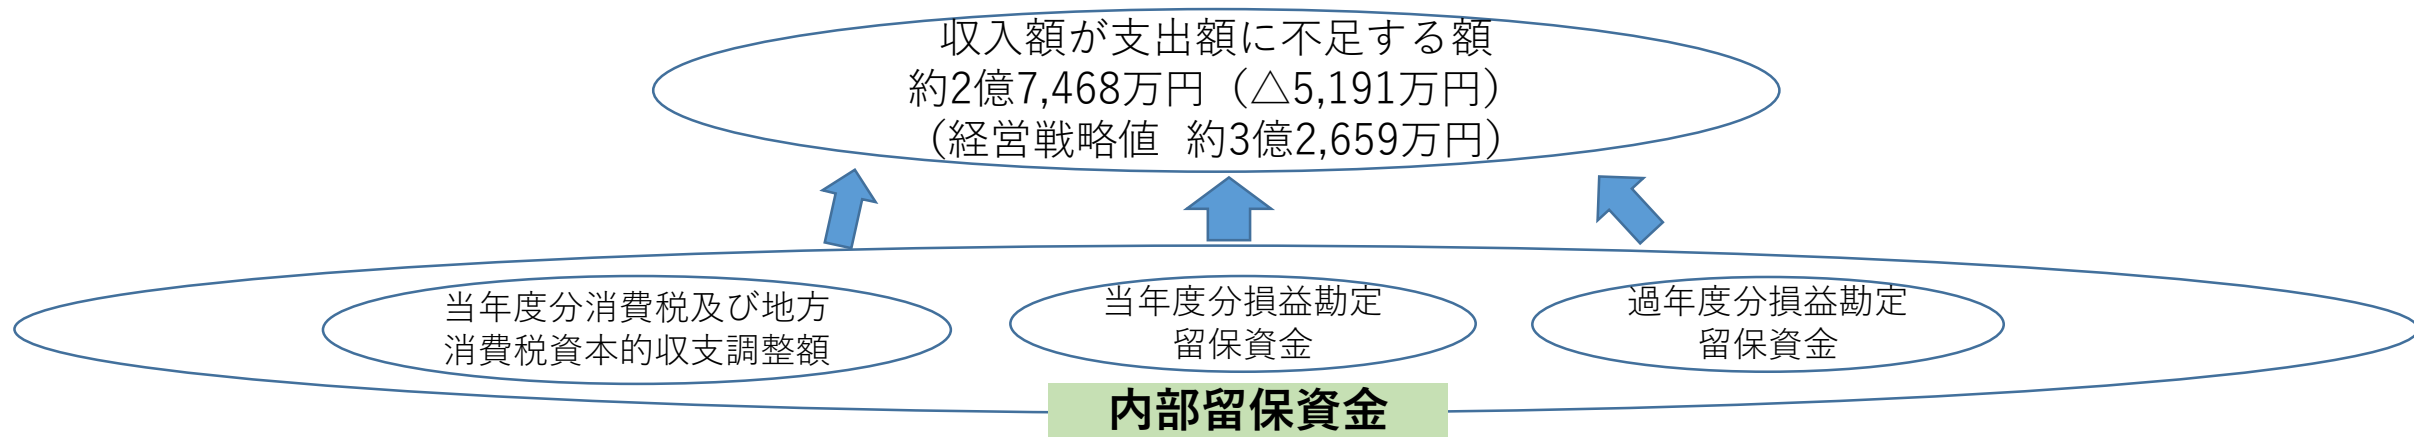 収入額が支出額に不足する額
約2億7,468万円（△5,191万円）
（経営戦略値 約3億2,659万円）
当年度分消費税及び地方
消費税資本的収支調整額
当年度分損益勘定
留保資金
過年度分損益勘定
留保資金
内部留保資金